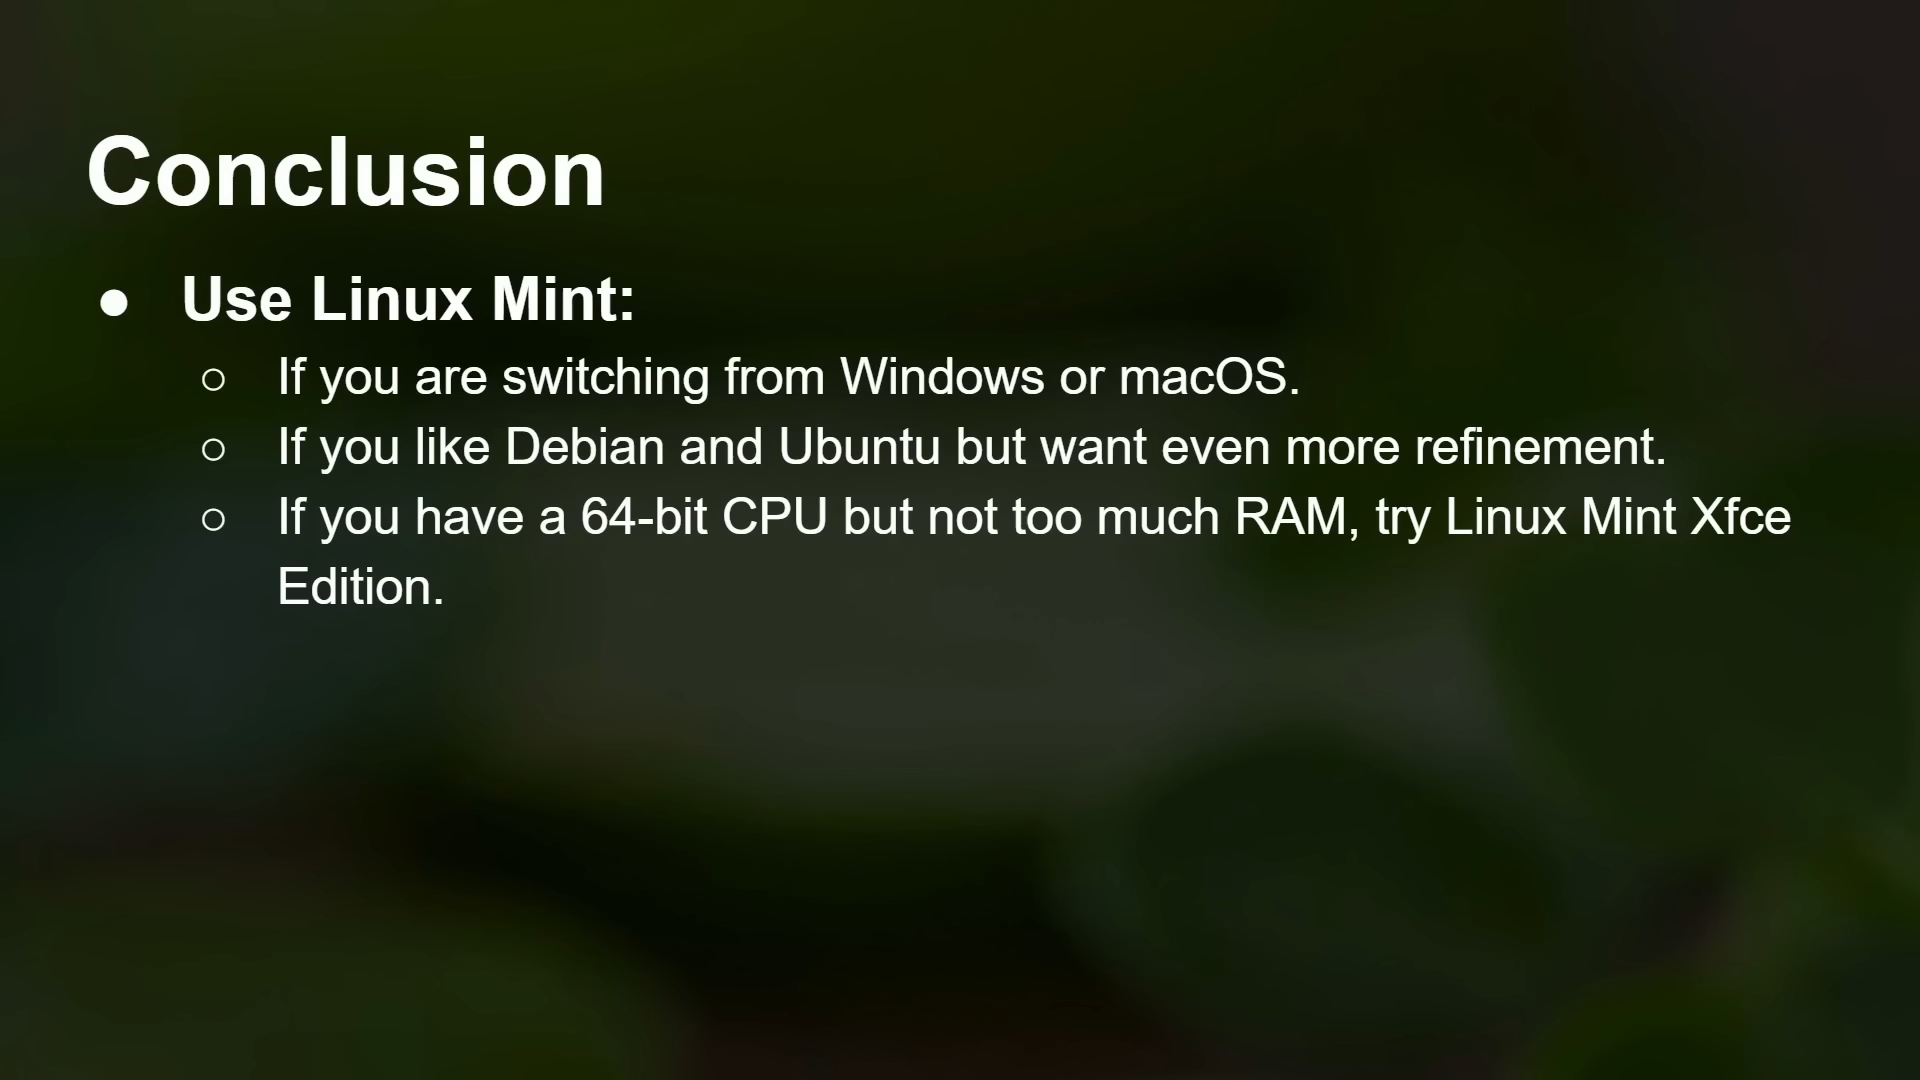 Conclusion
● Use Linux Mint:
○ If you are switching from Windows or macOS.
○ If you like Debian and Ubuntu but want even more refinement.
○ If you have a 64-bit CPU but not too much RAM, try Linux Mint Xfce
Edition.